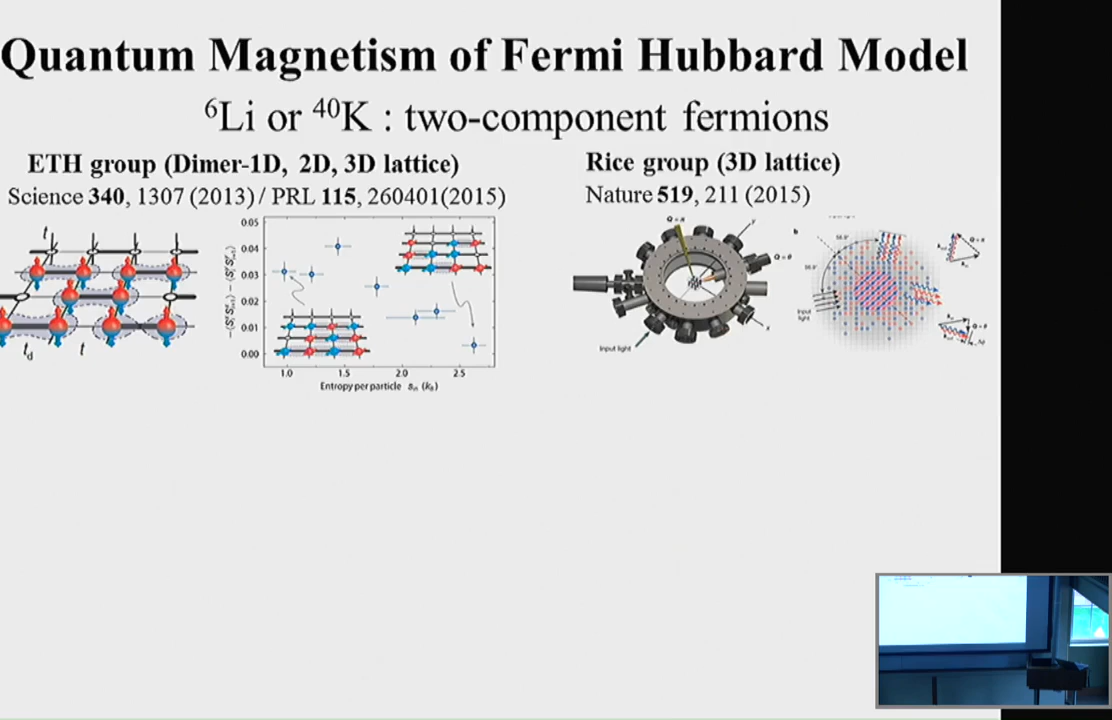 Quantum Magnetism of Fermi Hubbard Model
⁶Li or ⁴⁰K : two-component fermions
ETH group (Dimer-1D, 2D, 3D lattice)
Science 340, 1307 (2013) / PRL 115, 260401(2015)
Rice group (3D lattice)
Nature 519, 211 (2015)
t
t_d
t
0.05
0.04
0.03
0.02
0.01
0.00
1.0 1.5 2.0 2.5
Entropy per particle
Input light
b
Input
light